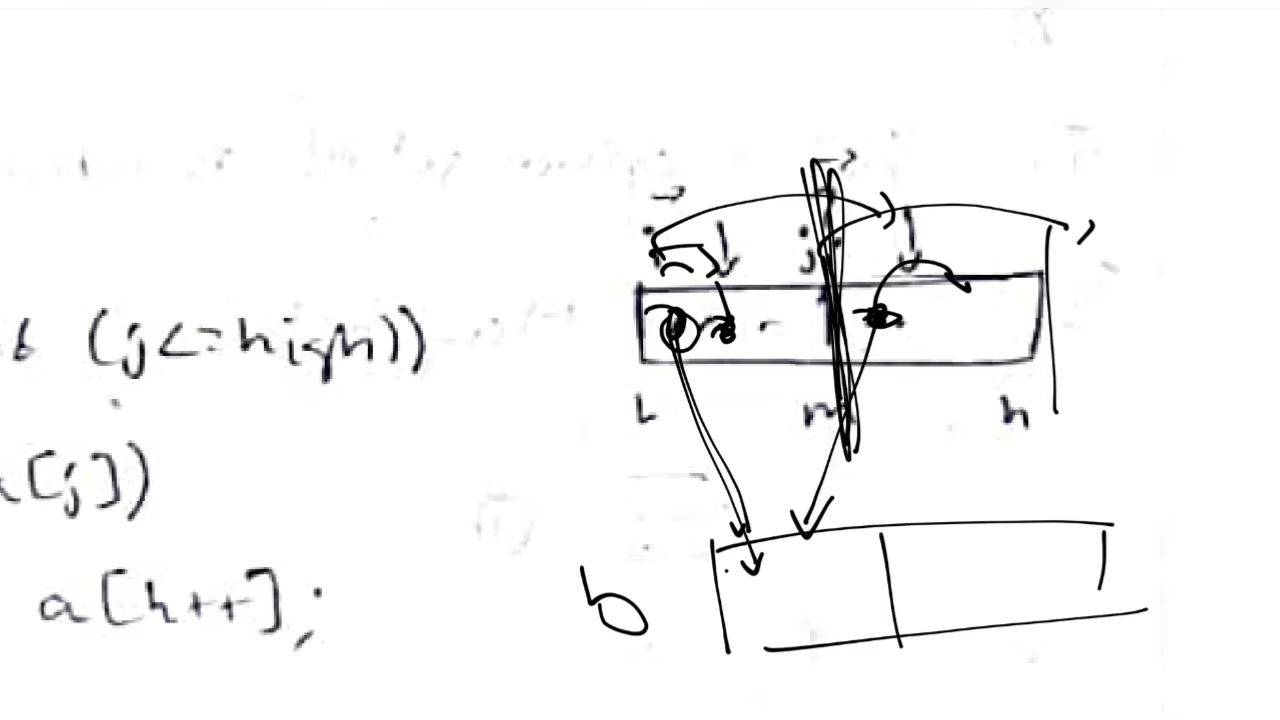 (j<=high))
a[j])
a[h++];
i j
L m h
b